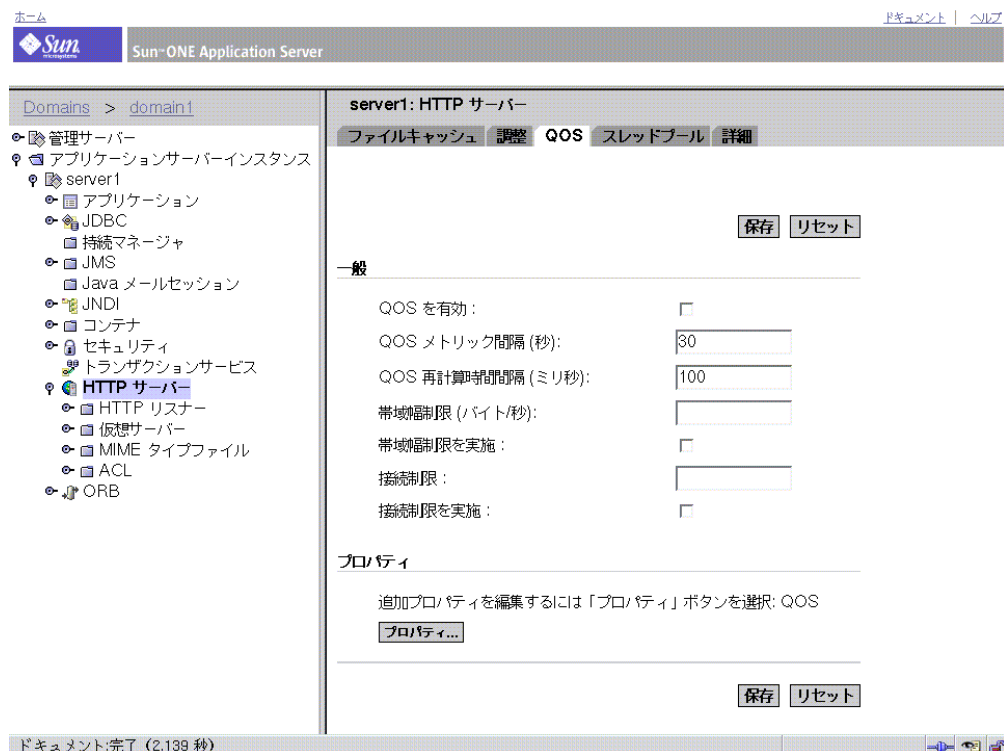 ホーム
ドキュメント | ヘルプ
Sun microsystems
Sun™ ONE Application Server
Domains > domain1
管理サーバー
アプリケーションサーバーインスタンス
server1
アプリケーション
JDBC
持続マネージャ
JMS
Java メールセッション
JNDI
コンテナ
セキュリティ
トランザクションサービス
HTTP サーバー
HTTP リスナー
仮想サーバー
MIME タイプファイル
ACL
ORB
server1: HTTP サーバー
ファイルキャッシュ 調整 QOS スレッドプール 詳細
保存 リセット
一般
QOS を有効 :
QOS メトリック間隔 (秒): 30
QOS 再計算時間間隔 (ミリ秒): 100
帯域幅制限 (バイト/秒):
帯域幅制限を実施 :
接続制限 :
接続制限を実施 :
プロパティ
追加プロパティを編集するには「プロパティ」ボタンを選択: QOS
プロパティ...
保存 リセット
ドキュメント:完了 (2.139 秒)